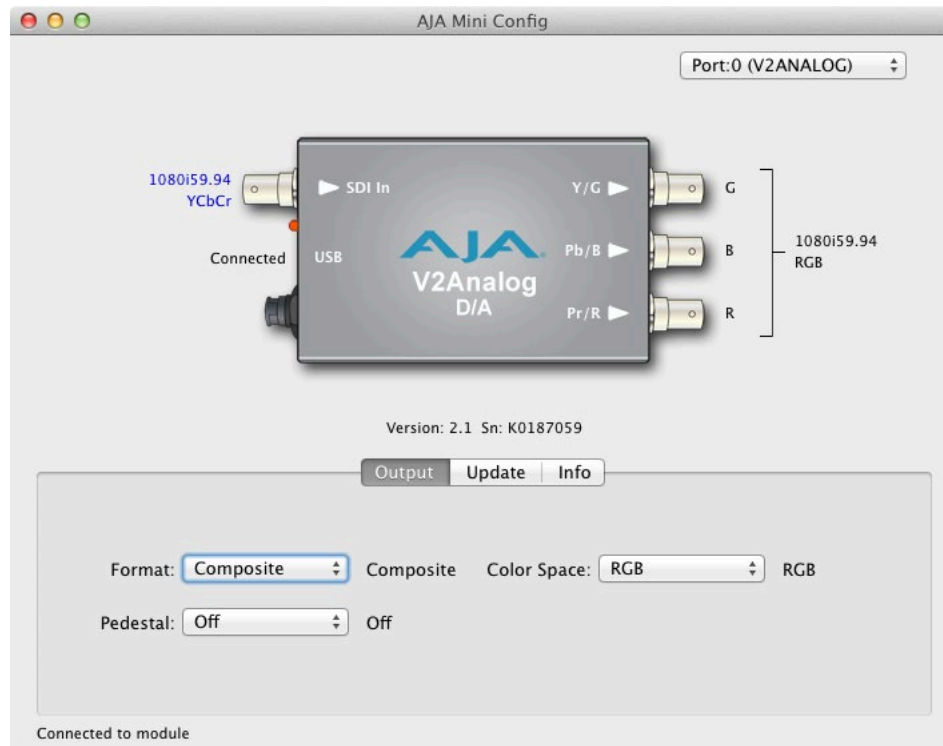 AJA Mini Config
Port:0 (V2ANALOG)
1080i59.94
YCbCr
SDI In
Y/G
G
Connected
USB
AJA
Pb/B
B
1080i59.94
RGB
V2Analog
D/A
Pr/R
R
Version: 2.1 Sn: K0187059
Output Update Info
Format: Composite Composite Color Space: RGB RGB
Pedestal: Off Off
Connected to module